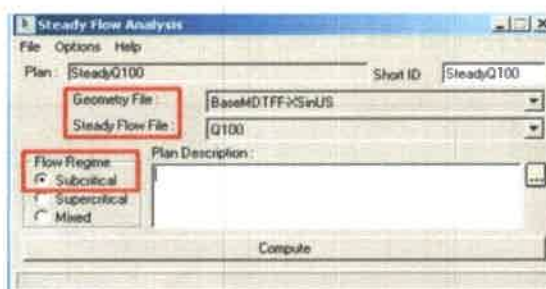 Steady Flow Analysis
File Options Help
Plan : SteadyQ100 Short ID SteadyQ100
Geometry File : BaseMDTFF-XSinUS
Steady Flow File : Q100
Flow Regime
Subcritical
Supercritical
Mixed
Plan Description :
...
Compute